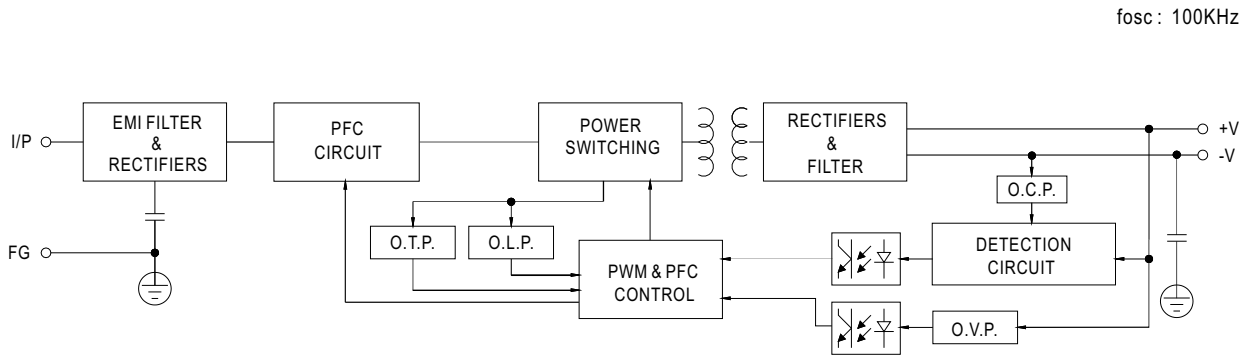 fosc : 100KHz
I/P
EMI FILTER
&
RECTIFIERS
PFC
CIRCUIT
POWER
SWITCHING
RECTIFIERS
&
FILTER
+V
-V
O.C.P.
FG
O.T.P.
O.L.P.
PWM & PFC
CONTROL
DETECTION
CIRCUIT
O.V.P.